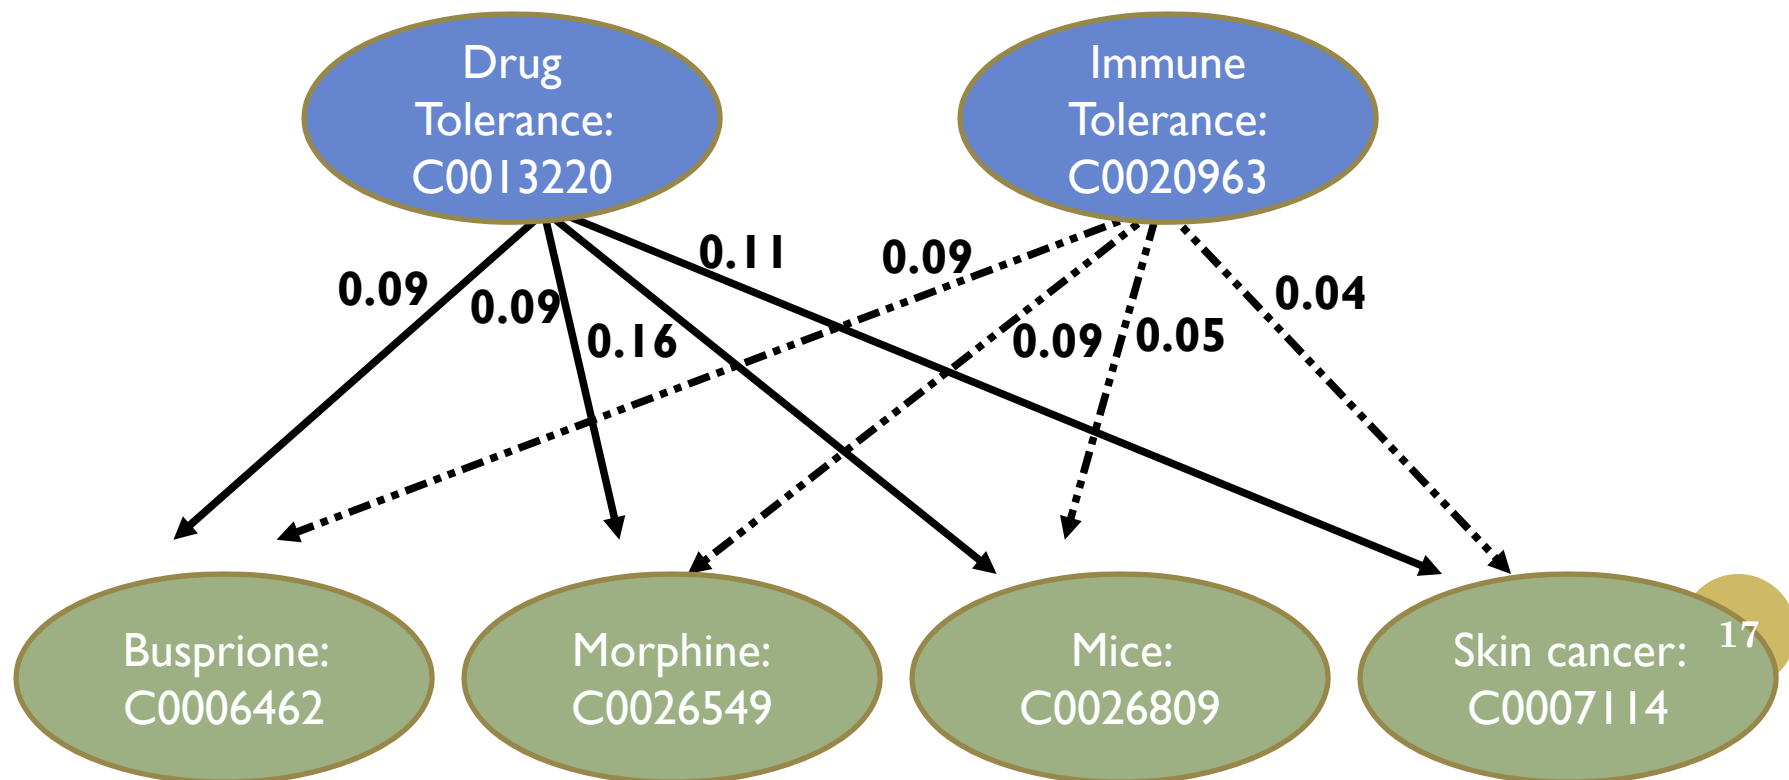 Drug
Tolerance:
C0013220
Immune
Tolerance:
C0020963
0.09
0.09
0.16
0.11
0.09
0.09
0.05
0.04
Busprione:
C0006462
Morphine:
C0026549
Mice:
C0026809
Skin cancer:
C0007114
17